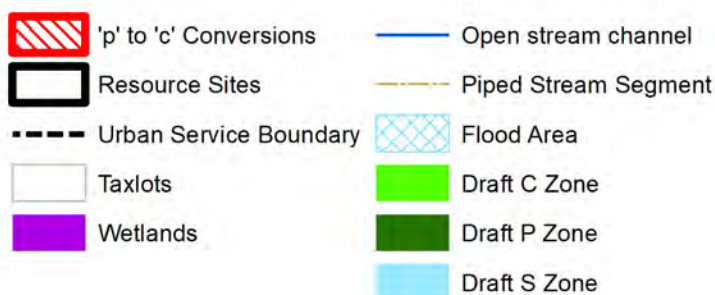 'p' to 'c' Conversions
Resource Sites
Urban Service Boundary
Taxlots
Wetlands
Open stream channel
Piped Stream Segment
Flood Area
Draft C Zone
Draft P Zone
Draft S Zone